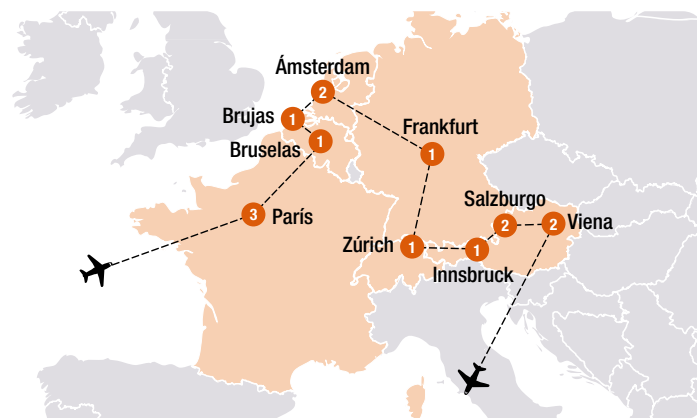 Ámsterdam
2
Brujas
1
Frankfurt
Bruselas
1
1
Salzburgo
París
3
2
2
Viena
Zúrich
1
1
Innsbruck